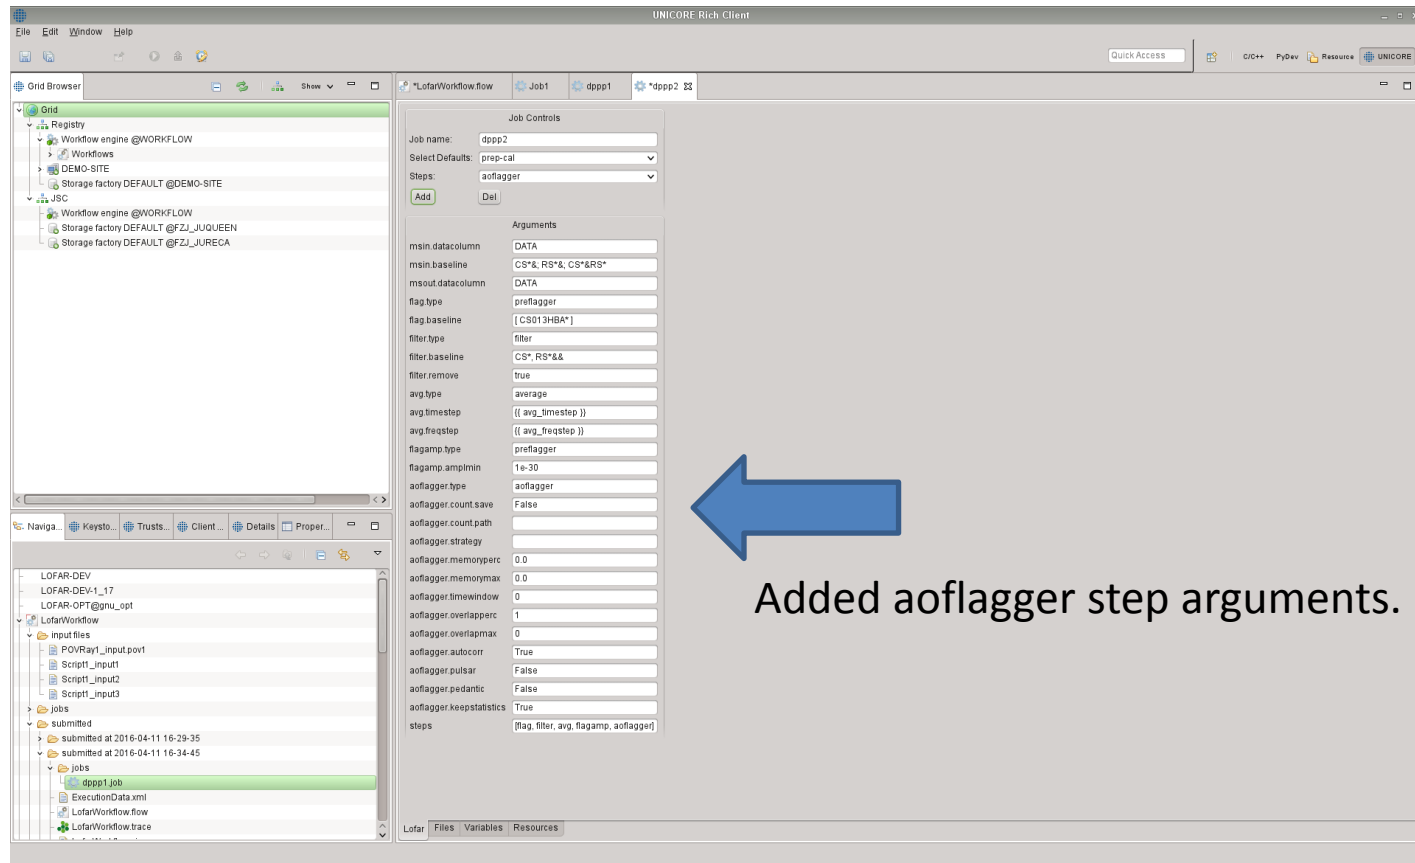 UNICORE Rich Client
File Edit Window Help
Quick Access C/C++ PyDev Resource UNICORE
Grid Browser Show
Grid
Registry
Workflow engine @WORKFLOW
Workflows
DEMO-SITE
Storage factory DEFAULT @DEMO-SITE
JSC
Workflow engine @WORKFLOW
Storage factory DEFAULT @FZJ_JUQUEEN
Storage factory DEFAULT @FZJ_JURECA
Naviga... Keysto... Trusts... Client ... Details Proper...
LOFAR-DEV
LOFAR-DEV-1_17
LOFAR-OPT@gnu_opt
LofarWorkflow
input files
POVRay1_input.pov1
Script1_input1
Script1_input2
Script1_input3
jobs
submitted
submitted at 2016-04-11 16-29-35
submitted at 2016-04-11 16-34-45
jobs
dppp1.job
ExecutionData.xml
LofarWorkflow.flow
LofarWorkflow.trace
*LofarWorkflow.flow Job1 dppp1 *dppp2
Job Controls
Job name: dppp2
Select Defaults: prep-cal
Steps: aoflagger
Add Del
Arguments
msin.datacolumn DATA
msin.baseline CS*&; RS*&; CS*&RS*
msout.datacolumn DATA
flag.type preflagger
flag.baseline [ CS013HBA* ]
filter.type filter
filter.baseline CS*, RS*&&
filter.remove true
avg.type average
avg.timestep {{ avg_timestep }}
avg.freqstep {{ avg_freqstep }}
flagamp.type preflagger
flagamp.amplmin 1e-30
aoflagger.type aoflagger
aoflagger.count.save False
aoflagger.count.path
aoflagger.strategy
aoflagger.memoryperc 0.0
aoflagger.memorymax 0.0
aoflagger.timewindow 0
aoflagger.overlapperc 1
aoflagger.overlapmax 0
aoflagger.autocorr True
aoflagger.pulsar False
aoflagger.pedantic False
aoflagger.keepstatistics True
steps [flag, filter, avg, flagamp, aoflagger]
Lofar Files Variables Resources
Added aoflagger step arguments.